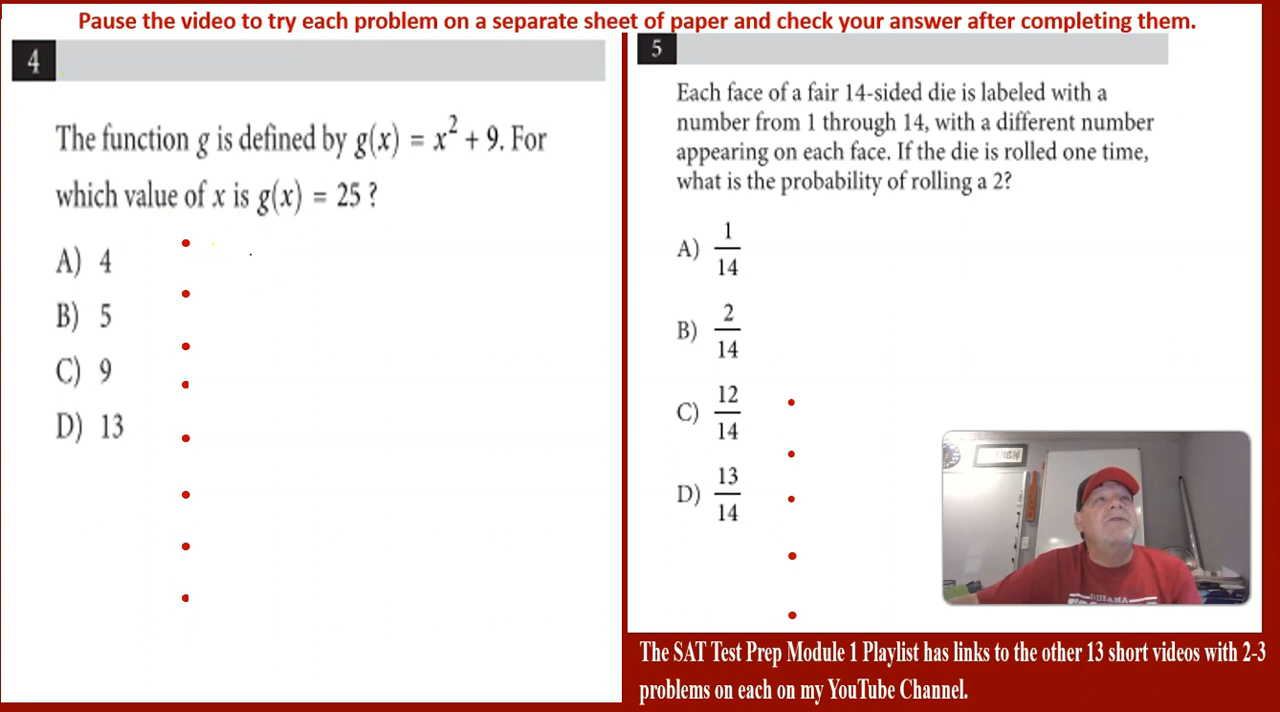 Pause the video to try each problem on a separate sheet of paper and check your answer after completing them.
4
The function g is defined by g(x) = x² + 9. For
which value of x is g(x) = 25 ?
A) 4
B) 5
C) 9
D) 13
5
Each face of a fair 14-sided die is labeled with a
number from 1 through 14, with a different number
appearing on each face. If the die is rolled one time,
what is the probability of rolling a 2?
A) 1/14
B) 2/14
C) 12/14
D) 13/14
INDIANA
The SAT Test Prep Module 1 Playlist has links to the other 13 short videos with 2-3
problems on each on my YouTube Channel.